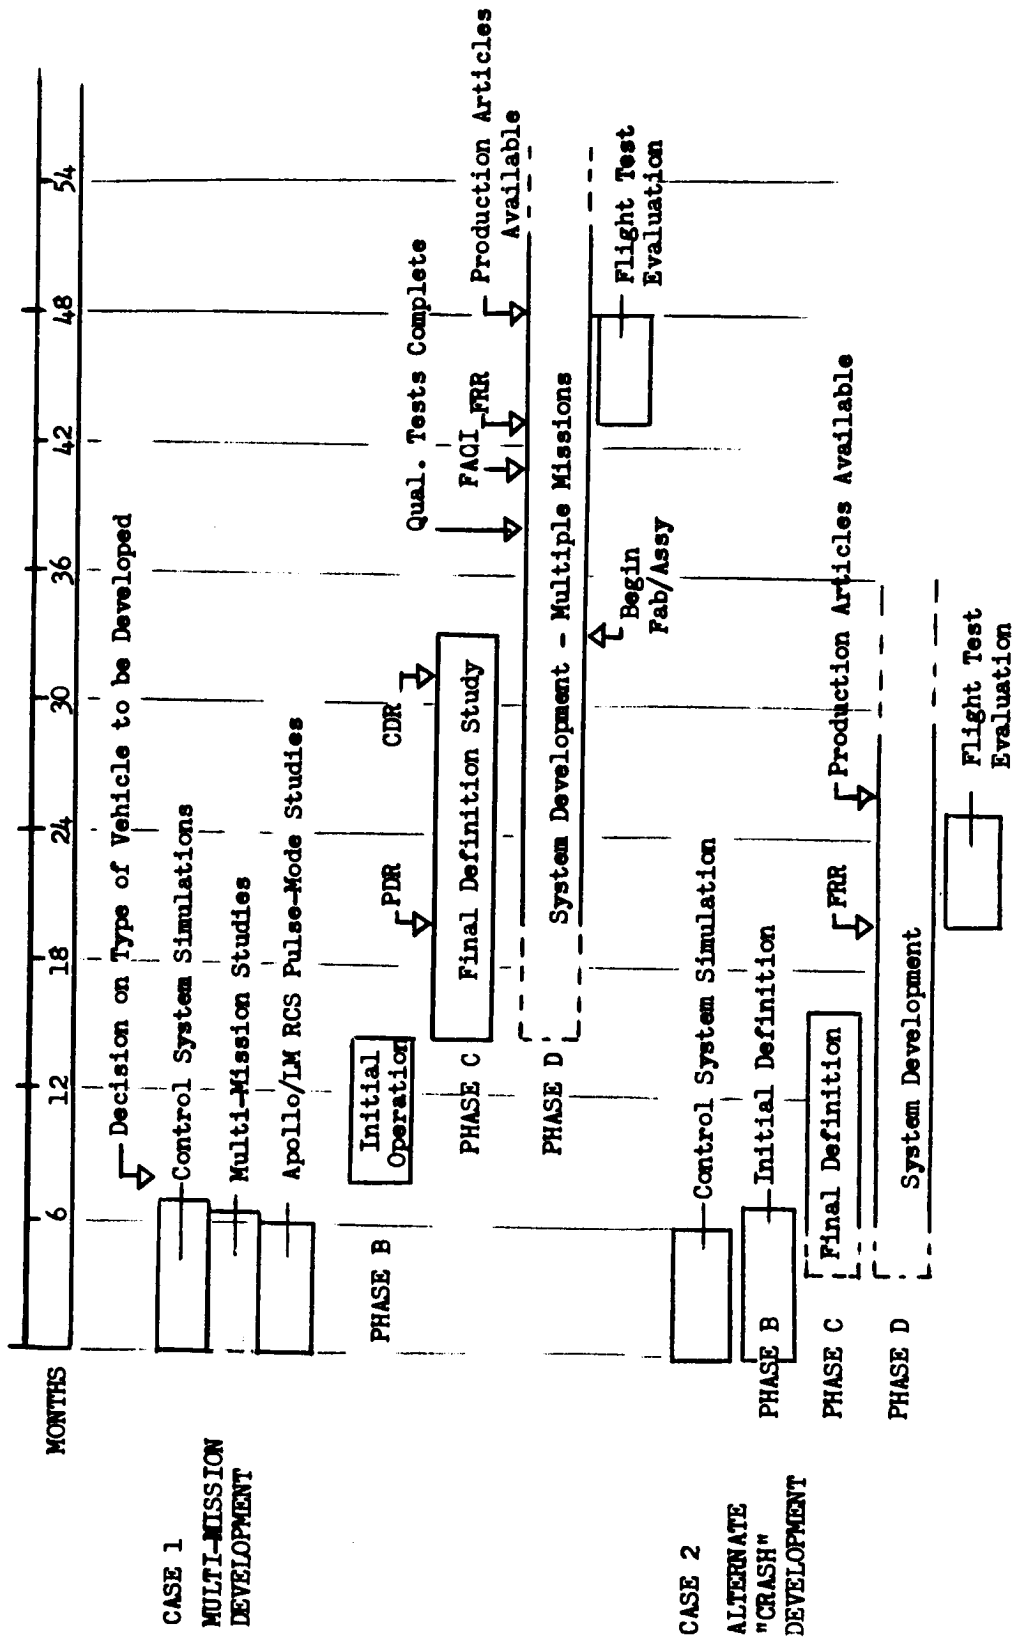 MONTHS
6
12
18
24
30
36
42
48
54
Decision on Type of Vehicle to be Developed
CASE 1
MULTI-MISSION
DEVELOPMENT
Control System Simulations
Multi-Mission Studies
Apollo/LM RCS Pulse-Mode Studies
PHASE B
Initial
Operation
PHASE C
PDR
CDR
Final Definition Study
Qual. Tests Complete
FACI
FRR
Production Articles
Available
PHASE D
System Development - Multiple Missions
Begin
Fab/Assy
Flight Test
Evaluation
CASE 2
ALTERNATE
"CRASH"
DEVELOPMENT
Control System Simulation
PHASE B
Initial Definition
PHASE C
Final Definition
FRR
Production Articles Available
PHASE D
System Development
Flight Test
Evaluation